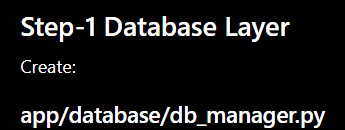 Step-1 Database Layer
Create:
app/database/db_manager.py